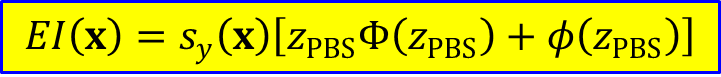 EI(𝐱) = s_y(𝐱)[z_PBS Φ(z_PBS) + ϕ(z_PBS)]